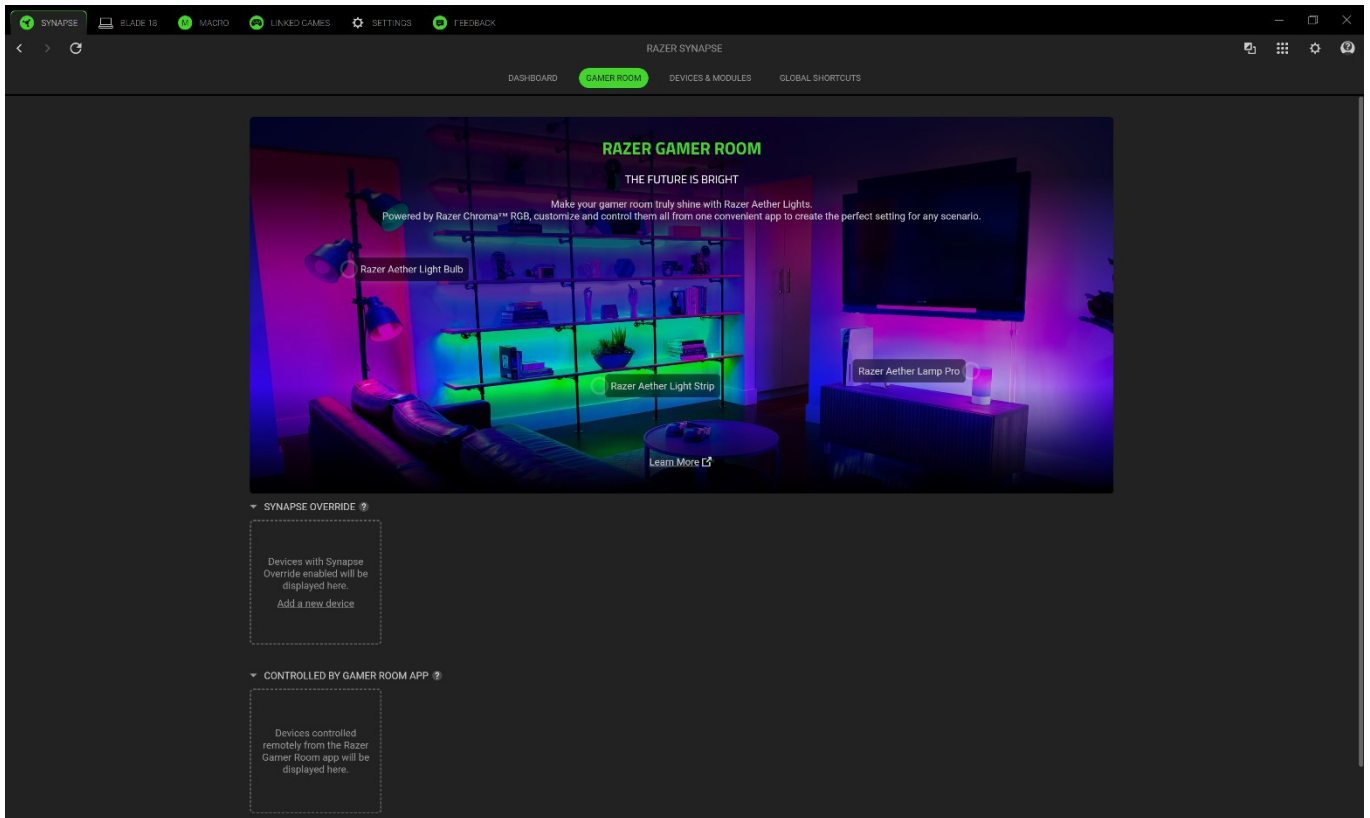 SYNAPSE
BLADE 18
MACRO
LINKED GAMES
SETTINGS
FEEDBACK
RAZER SYNAPSE
DASHBOARD
GAMER ROOM
DEVICES & MODULES
GLOBAL SHORTCUTS
RAZER GAMER ROOM
THE FUTURE IS BRIGHT
Make your gamer room truly shine with Razer Aether Lights.
Powered by Razer Chroma™ RGB, customize and control them all from one convenient app to create the perfect setting for any scenario.
Razer Aether Light Bulb
Razer Aether Lamp Pro
Razer Aether Light Strip
Learn More
SYNAPSE OVERRIDE ?
Devices with Synapse
Override enabled will be
displayed here.
Add a new device
CONTROLLED BY GAMER ROOM APP ?
Devices controlled
remotely from the Razer
Gamer Room app will be
displayed here.